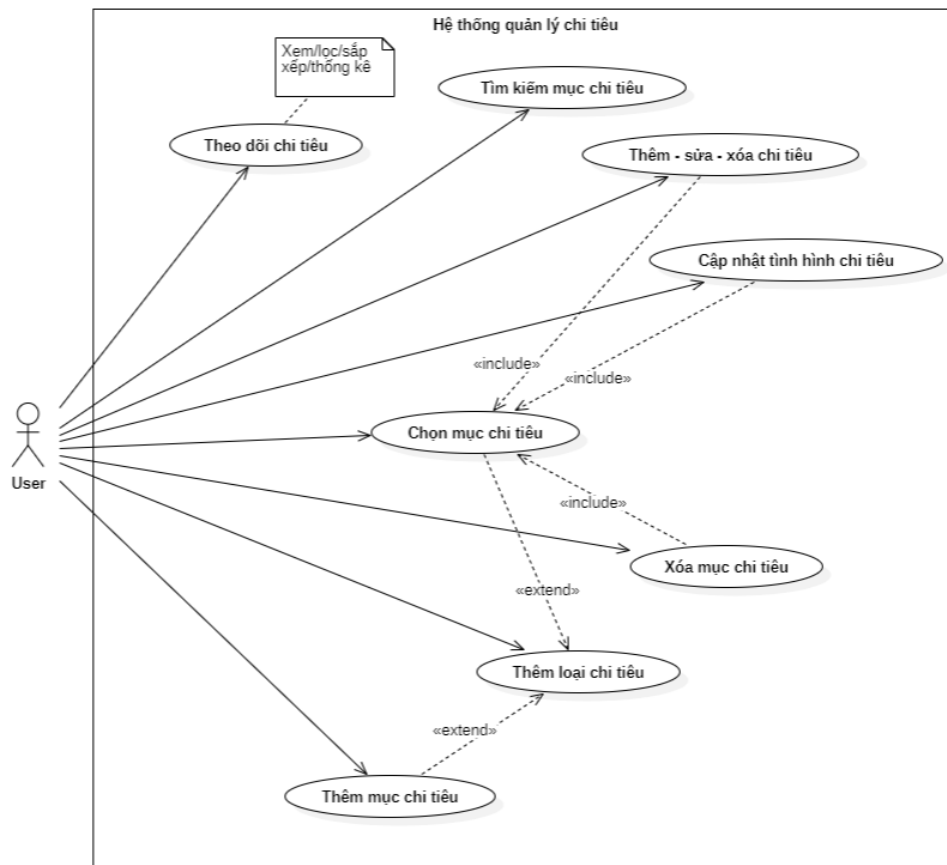 Hệ thống quản lý chi tiêu
Xem/lọc/sắp
xếp/thống kê
Tìm kiếm mục chi tiêu
Theo dõi chi tiêu
Thêm - sửa - xóa chi tiêu
Cập nhật tình hình chi tiêu
«include»
«include»
Chọn mục chi tiêu
User
«include»
Xóa mục chi tiêu
«extend»
Thêm loại chi tiêu
«extend»
Thêm mục chi tiêu